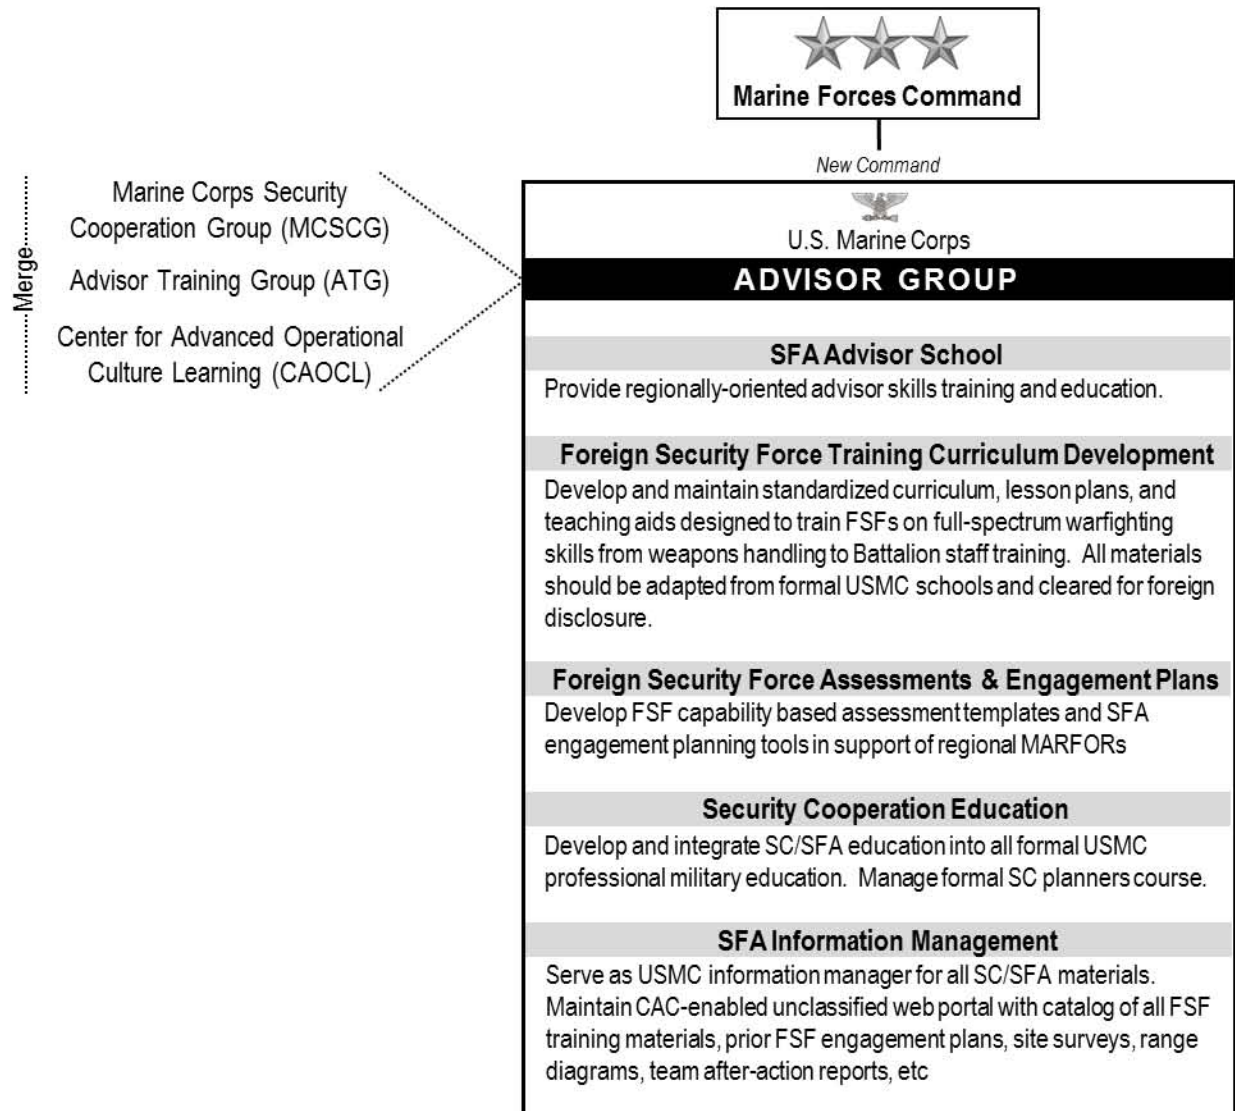 Marine Forces Command
New Command
Merge
Marine Corps Security
Cooperation Group (MCSCG)
Advisor Training Group (ATG)
Center for Advanced Operational
Culture Learning (CAOCL)
U.S. Marine Corps
ADVISOR GROUP
SFA Advisor School
Provide regionally-oriented advisor skills training and education.
Foreign Security Force Training Curriculum Development
Develop and maintain standardized curriculum, lesson plans, and
teaching aids designed to train FSFs on full-spectrum warfighting
skills from weapons handling to Battalion staff training. All materials
should be adapted from formal USMC schools and cleared for foreign
disclosure.
Foreign Security Force Assessments & Engagement Plans
Develop FSF capability based assessment templates and SFA
engagement planning tools in support of regional MARFORs
Security Cooperation Education
Develop and integrate SC/SFA education into all formal USMC
professional military education. Manage formal SC planners course.
SFA Information Management
Serve as USMC information manager for all SC/SFA materials.
Maintain CAC-enabled unclassified web portal with catalog of all FSF
training materials, prior FSF engagement plans, site surveys, range
diagrams, team after-action reports, etc